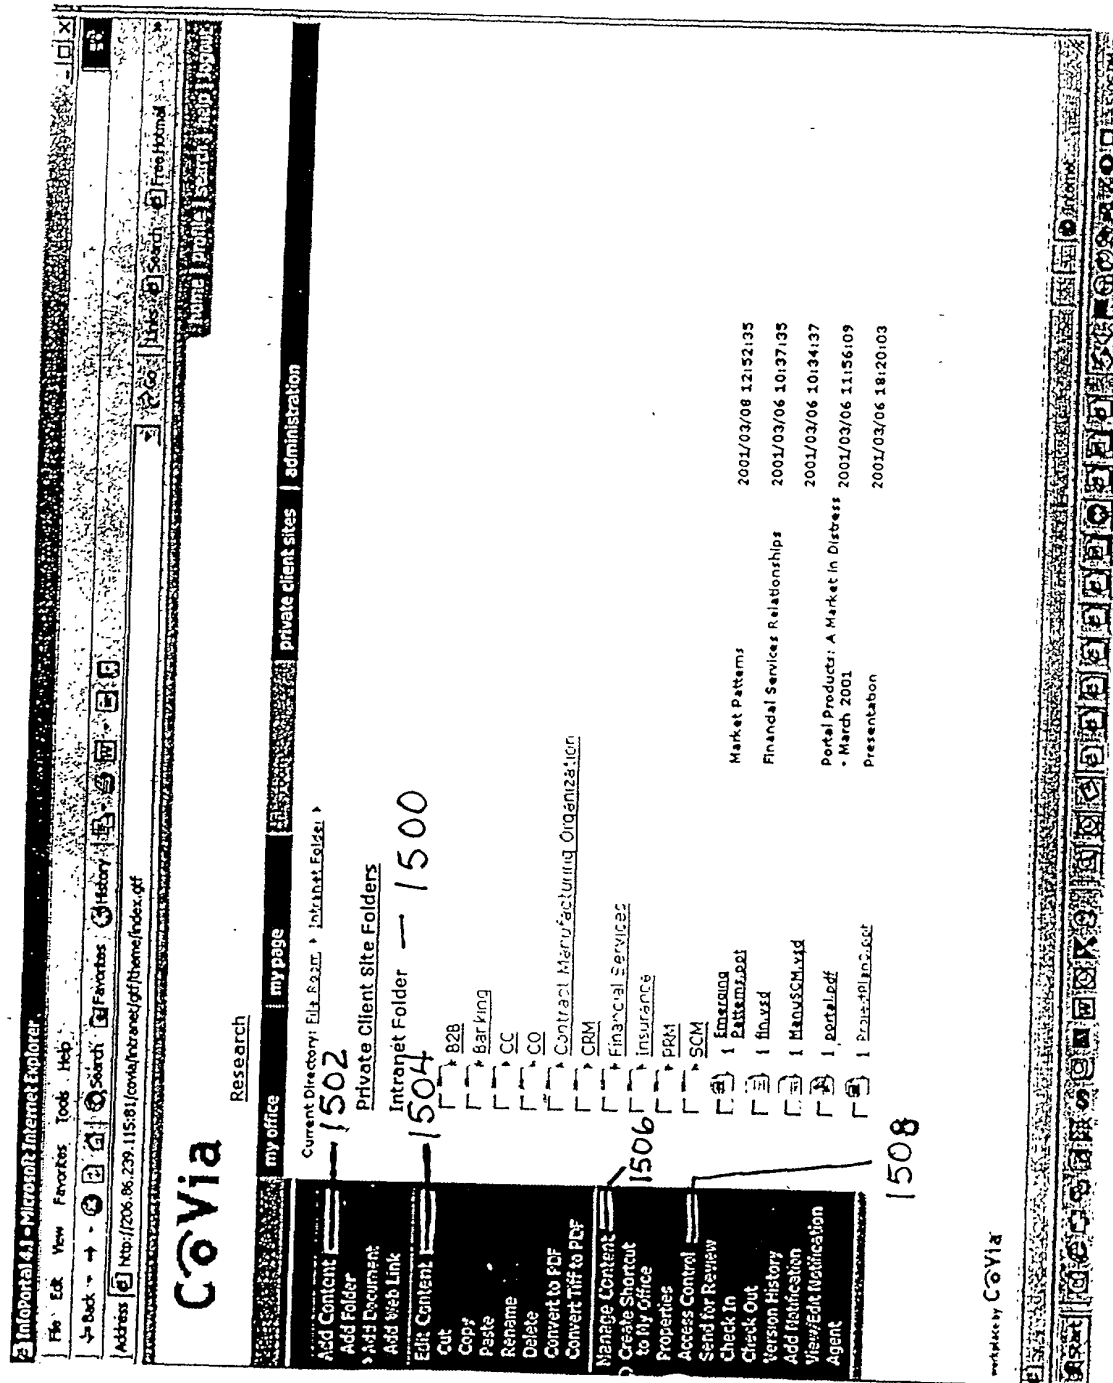 InfoPortal 4.1 - Microsoft Internet Explorer
File Edit View Favorites Tools Help
Back Search Favorites History
Address http://206.86.239.115:81/covia/intranet/gtf/theme/index.gtf Go Links Search Free Hotmail
CoVia
home | profile | search | help | logout
Research
my office | my page private client sites | administration
Add Content
Add Folder
Add Document
Add Web Link
Edit Content
Cut
Copy
Paste
Rename
Delete
Convert to PDF
Convert Tiff to PDF
Manage Content
Create Shortcut
to My Office
Properties
Access Control
Send for Review
Check In
Check Out
Version History
Add Notification
View/Edit Notification
Agent
Current Directory: File Room Intranet Folder
1502
Private Client Site Folders
Intranet Folder — 1500
1504
B2B
Banking
CC
CO
Contract Manufacturing Organization
CRM
Financial Services
Insurance
PRM
SCM
1506
1 Emerging Patterns.ppt Market Patterns 2001/03/08 12:52:35
1 fin.vsd Financial Services Relationships 2001/03/06 10:37:35
1 ManuSCM.vsd 2001/03/06 10:34:37
1 portal.pdf Portal Products: A Market in Distress - March 2001 2001/03/06 11:56:09
1 Presentation 2001/03/06 18:20:03
1508
workplace by CoVia
Internet
Start